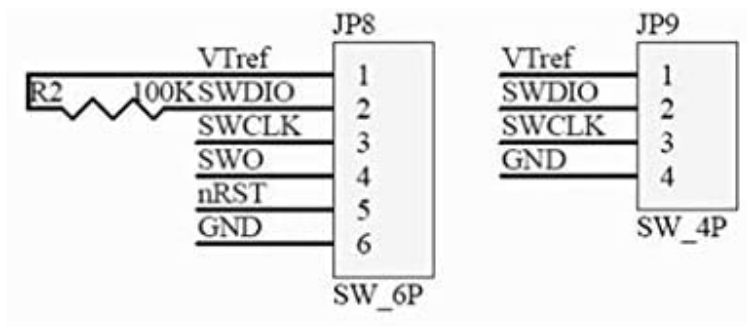 JP8
VTref
1
R2 100K SWDIO
2
SWCLK
3
SWO
4
nRST
5
GND
6
SW_6P
JP9
VTref
1
SWDIO
2
SWCLK
3
GND
4
SW_4P